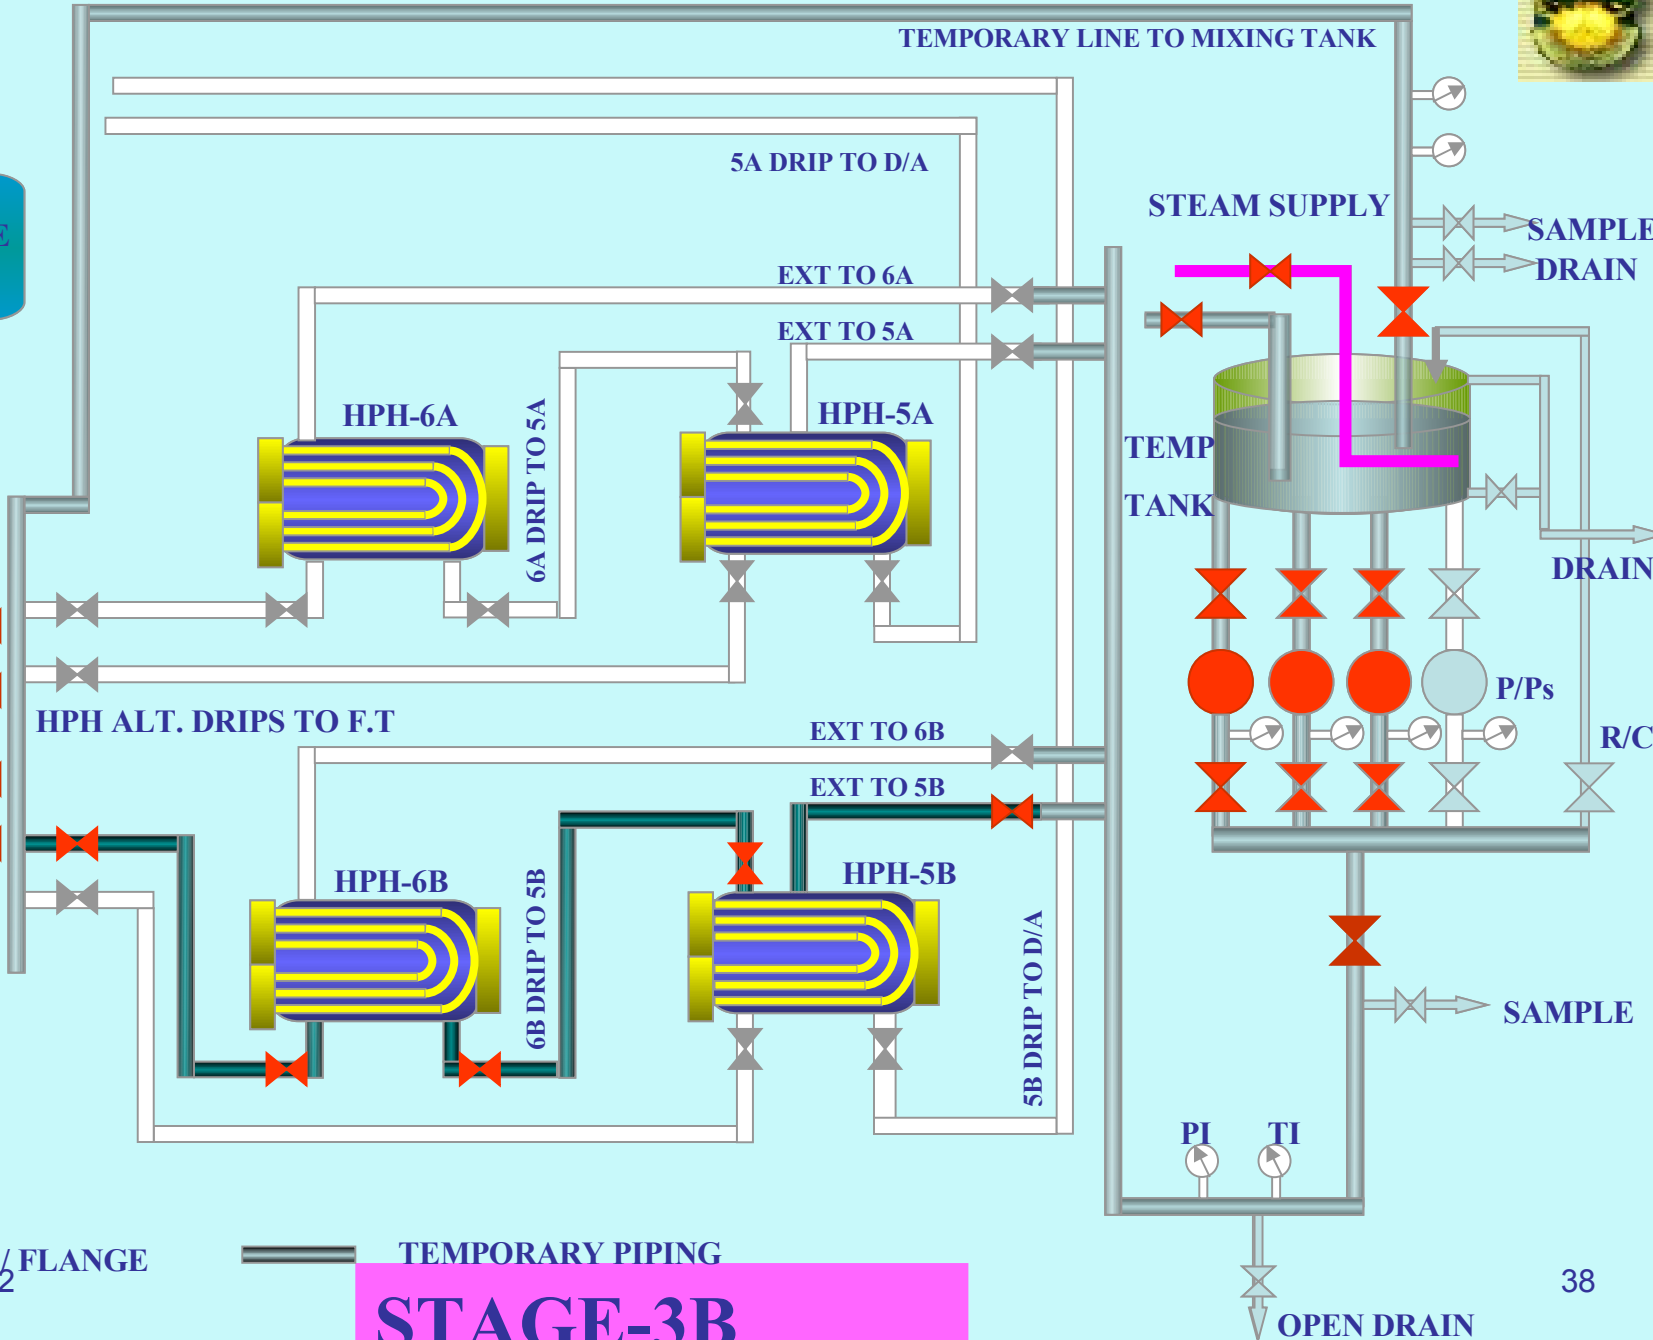 TEMPORARY LINE TO MIXING TANK
5A DRIP TO D/A
STEAM SUPPLY
SAMPLE
E
DRAIN
EXT TO 6A
EXT TO 5A
HPH-6A
HPH-5A
6A DRIP TO 5A
TEMP
TANK
DRAIN
P/Ps
HPH ALT. DRIPS TO F.T
R/C
EXT TO 6B
EXT TO 5B
HPH-6B
HPH-5B
6B DRIP TO 5B
5B DRIP TO D/A
SAMPLE
PI
TI
/ FLANGE
TEMPORARY PIPING
2
38
STAGE-3B
OPEN DRAIN